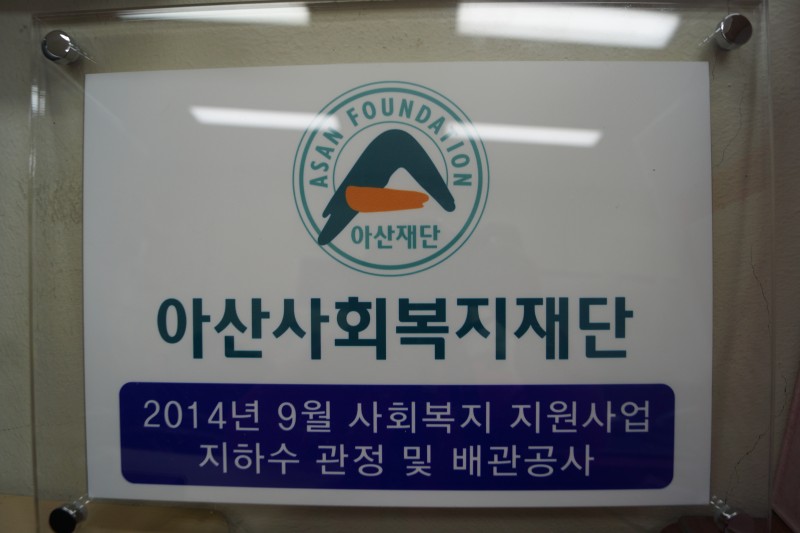 ASAN FOUNDATION
아산재단
아산사회복지재단
2014년 9월 사회복지 지원사업
지하수 관정 및 배관공사